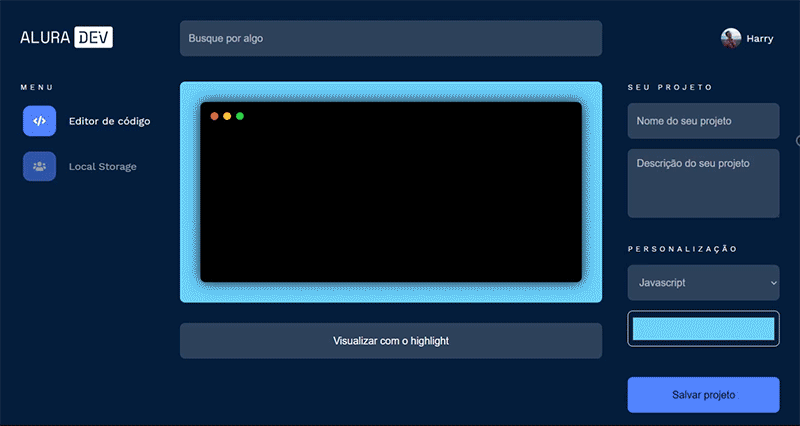 ALURA DEV
Busque por algo
Harry
MENU
Editor de código
Local Storage
Visualizar com o highlight
SEU PROJETO
Nome do seu projeto
Descrição do seu projeto
PERSONALIZAÇÃO
Javascript
Salvar projeto